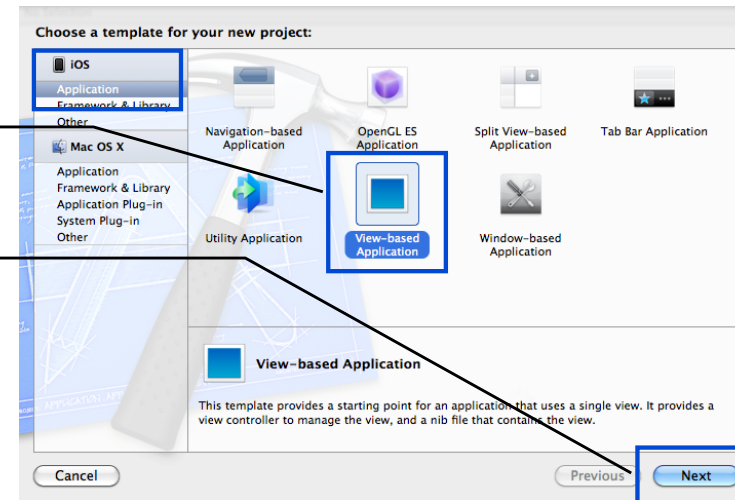 Choose a template for your new project:
iOS
Application
Framework & Library
Other
Mac OS X
Application
Framework & Library
Application Plug-in
System Plug-in
Other
Navigation-based
Application
OpenGL ES
Application
Split View-based
Application
Tab Bar Application
Utility Application
View-based
Application
Window-based
Application
View-based Application
This template provides a starting point for an application that uses a single view. It provides a
view controller to manage the view, and a nib file that contains the view.
Cancel
Previous
Next